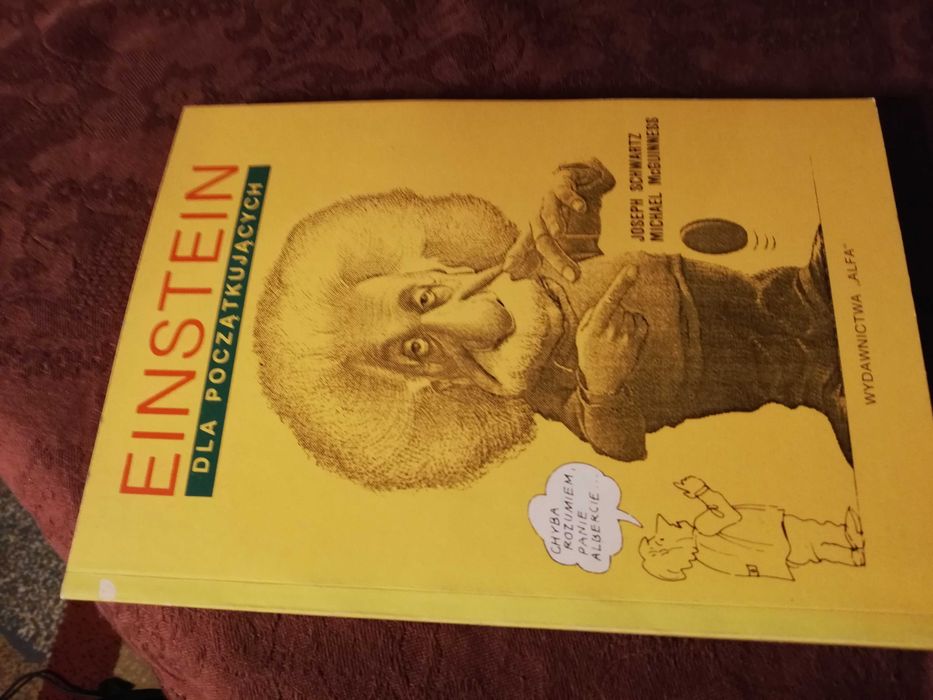 EINSTEIN
DLA POCZĄTKUJĄCYCH
JOSEPH SCHWARTZ
MICHAEL McGUINNESS
CHYBA
ROZUMIEM,
PANIE
ALBERCIE...
WYDAWNICTWA „ALFA”